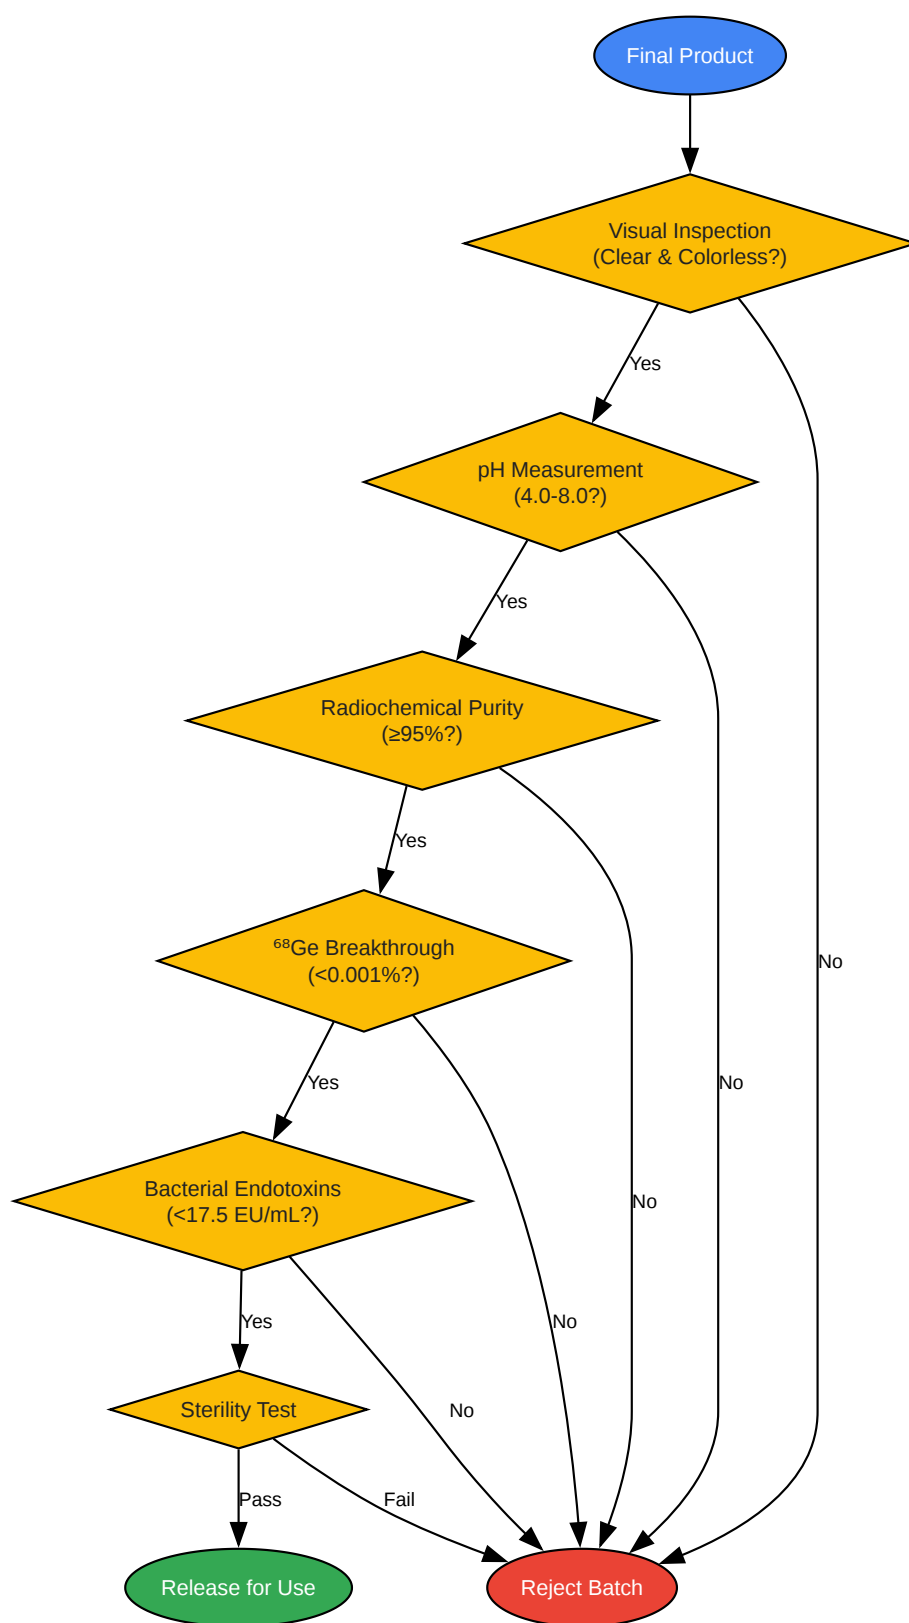 Final Product
Visual Inspection
(Clear & Colorless?)
Yes
pH Measurement
(4.0-8.0?)
Yes
Radiochemical Purity
(≥95%?)
Yes
⁶⁸Ge Breakthrough
(<0.001%?)
No
Yes
No
Bacterial Endotoxins
(<17.5 EU/mL?)
No
Yes
No
Sterility Test
No
Pass
Fail
Release for Use
Reject Batch